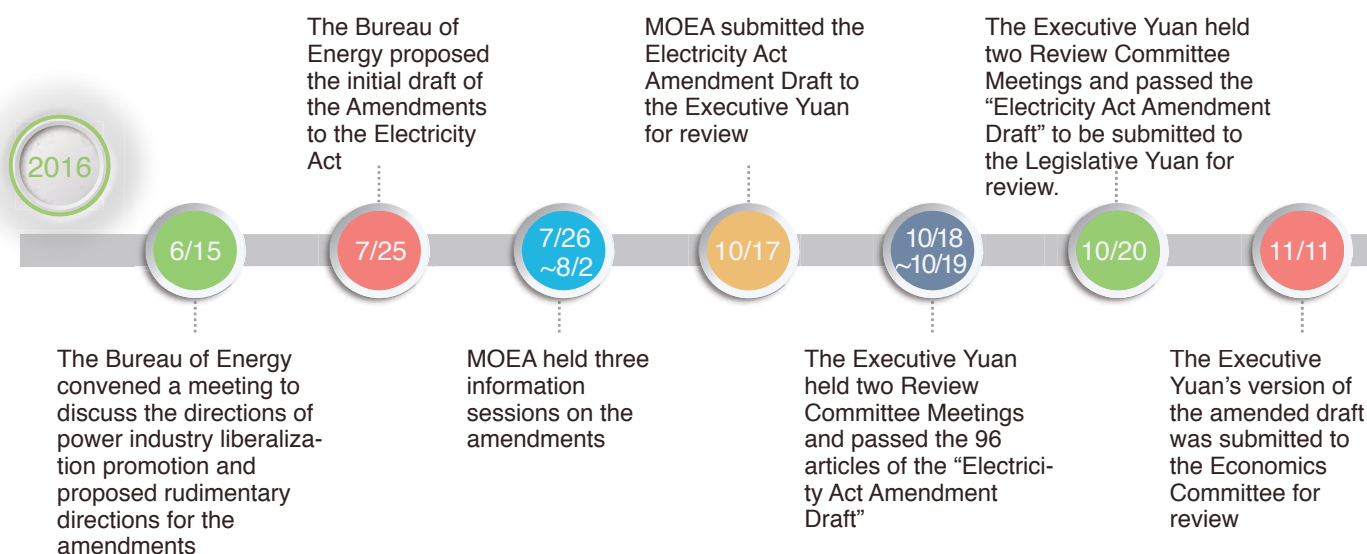 2016
6/15
The Bureau of Energy
convened a meeting to
discuss the directions of
power industry liberaliza-
tion promotion and
proposed rudimentary
directions for the
amendments
The Bureau of
Energy proposed
the initial draft of
the Amendments
to the Electricity
Act
7/25
7/26
~8/2
MOEA held three
information
sessions on the
amendments
MOEA submitted the
Electricity Act
Amendment Draft to
the Executive Yuan
for review
10/17
10/18
~10/19
The Executive Yuan
held two Review
Committee Meetings
and passed the 96
articles of the “Electrici-
ty Act Amendment
Draft”
The Executive Yuan held
two Review Committee
Meetings and passed the
“Electricity Act Amendment
Draft” to be submitted to
the Legislative Yuan for
review.
10/20
11/11
The Executive
Yuan’s version of
the amended draft
was submitted to
the Economics
Committee for
review